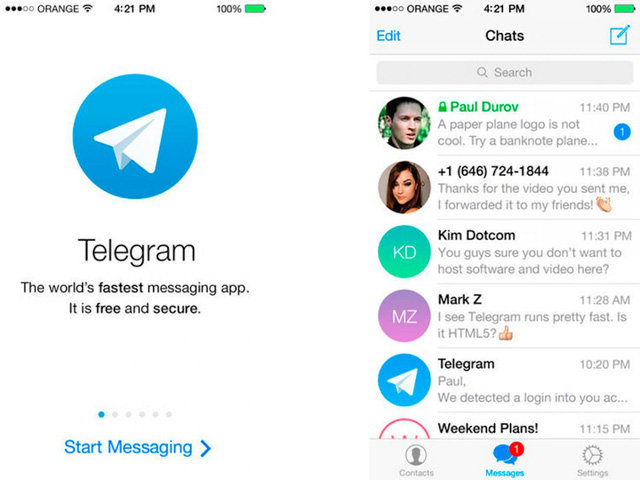 ORANGE 4:21 PM 100%
Telegram
The world's fastest messaging app.
It is free and secure.
Start Messaging
ORANGE 4:21 PM 100%
Edit Chats
Search
Paul Durov 11:40 PM
A paper plane logo is not
cool. Try a banknote plane...
1
+1 (646) 724-1844 11:38 PM
Thanks for the video you sent me,
I forwarded it to my friends!👏
KD
Kim Dotcom 11:31 PM
You guys sure you don't want to
host software and video here?
MZ
Mark Z 11:28 AM
I see Telegram runs pretty fast. Is
it HTML5?👍
Telegram 10:20 PM
Paul,
We detected a login into you ac...
Weekend Plans! 11:15 PM
1
Contacts Messages Settings